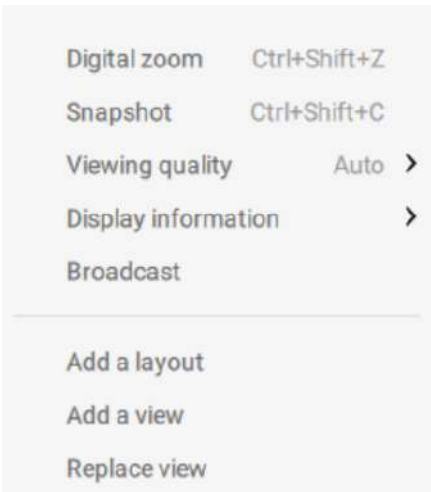 Digital zoom Ctrl+Shift+Z
Snapshot Ctrl+Shift+C
Viewing quality Auto >
Display information >
Broadcast
Add a layout
Add a view
Replace view